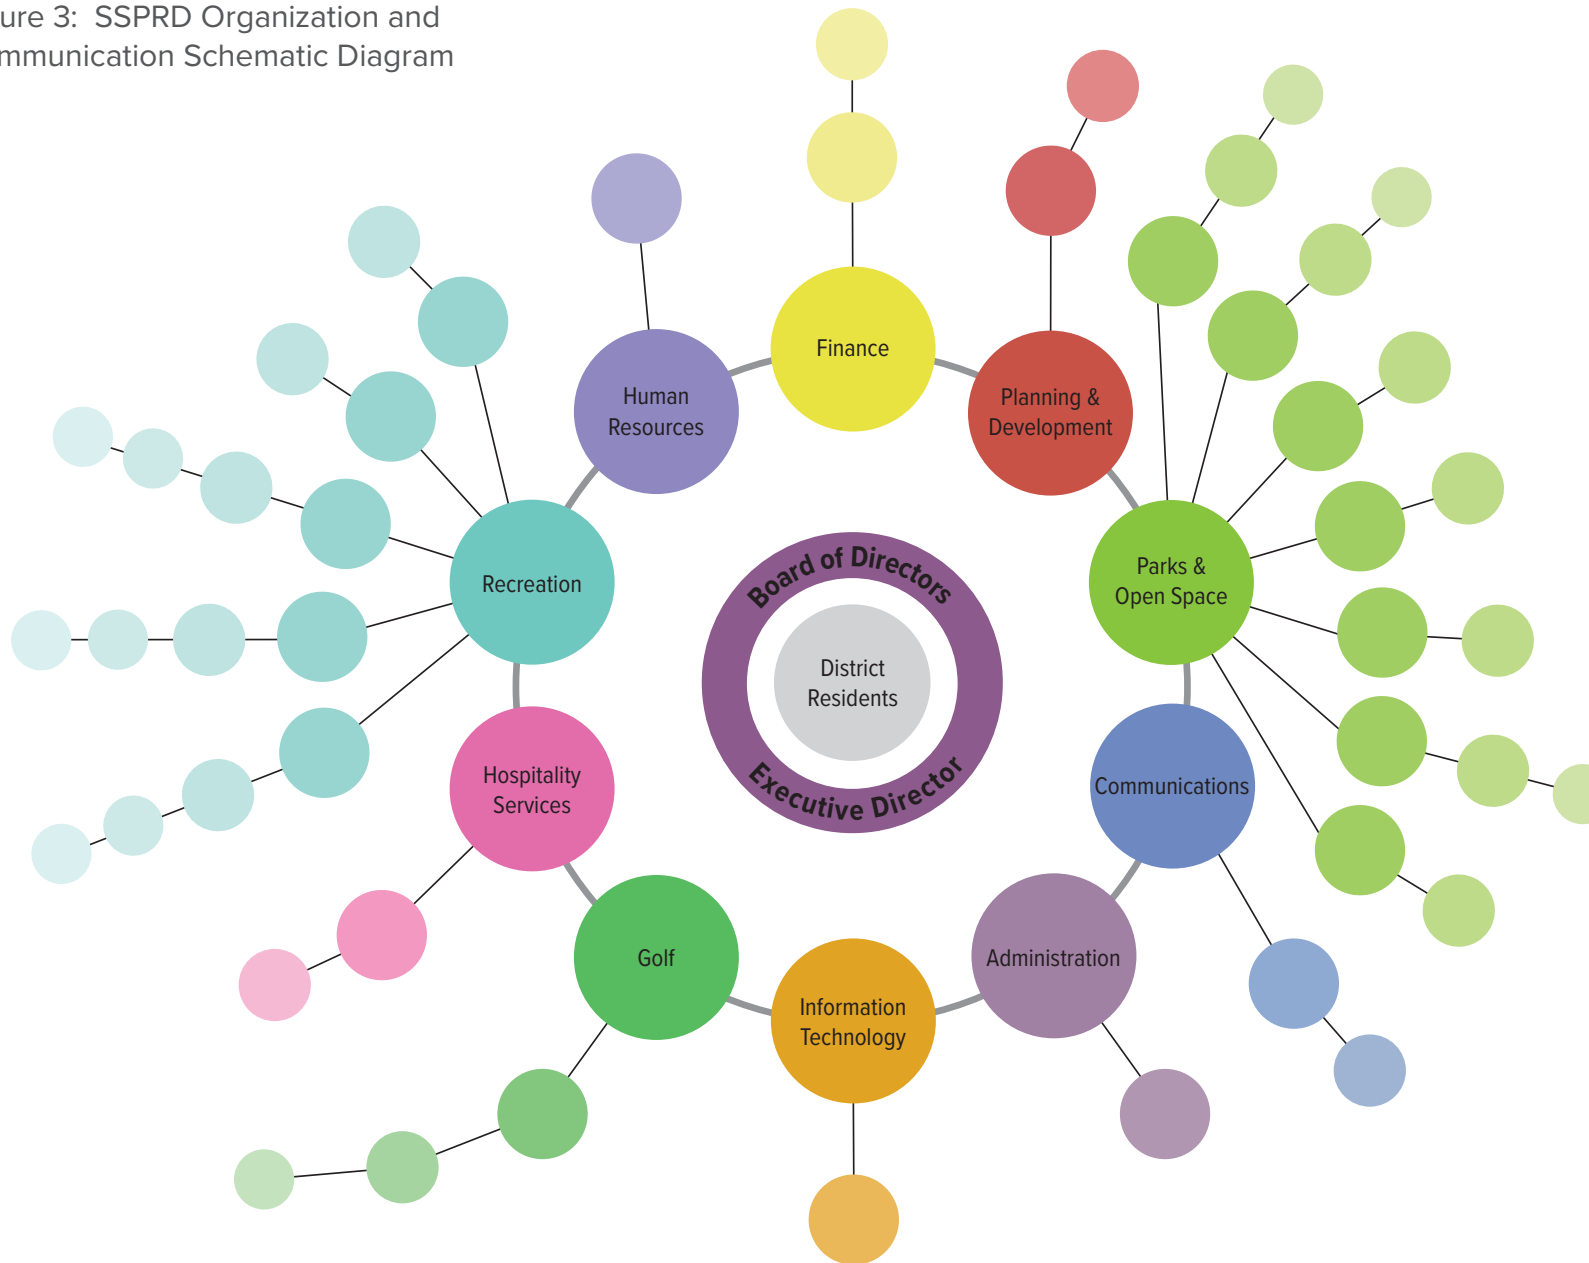 ure 3: SSPRD Organization and
mmunication Schematic Diagram
Finance
Human
Resources
Planning &
Development
Recreation
Parks &
Open Space
Board of Directors
District
Residents
Executive Director
Hospitality
Services
Communications
Golf
Administration
Information
Technology